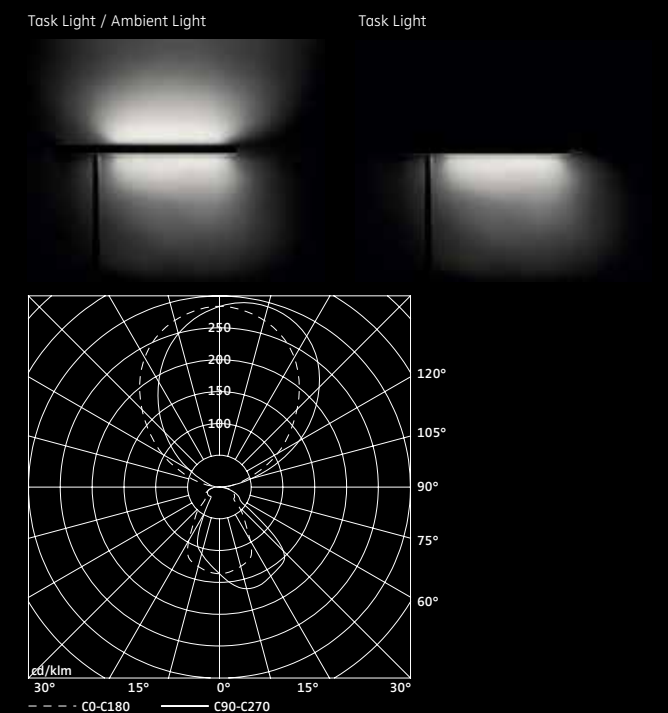 Task Light / Ambient Light
Task Light
250
200
150
100
120°
105°
90°
75°
60°
cd/klm
30° 15° 0° 15° 30°
C0-C180 C90-C270